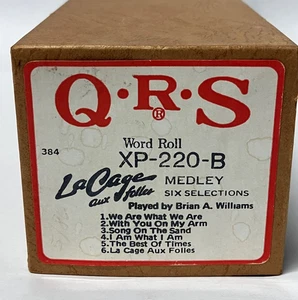 Q·R·S
®
Word Roll
384
XP-220-B
La Cage
aux folles
MEDLEY
SIX SELECTIONS
Played by Brian A. Williams
1.We Are What We Are
2.With You On My Arm
3.Song On The Sand
4.I Am What I Am
5.The Best Of Times
6.La Cage Aux Folles